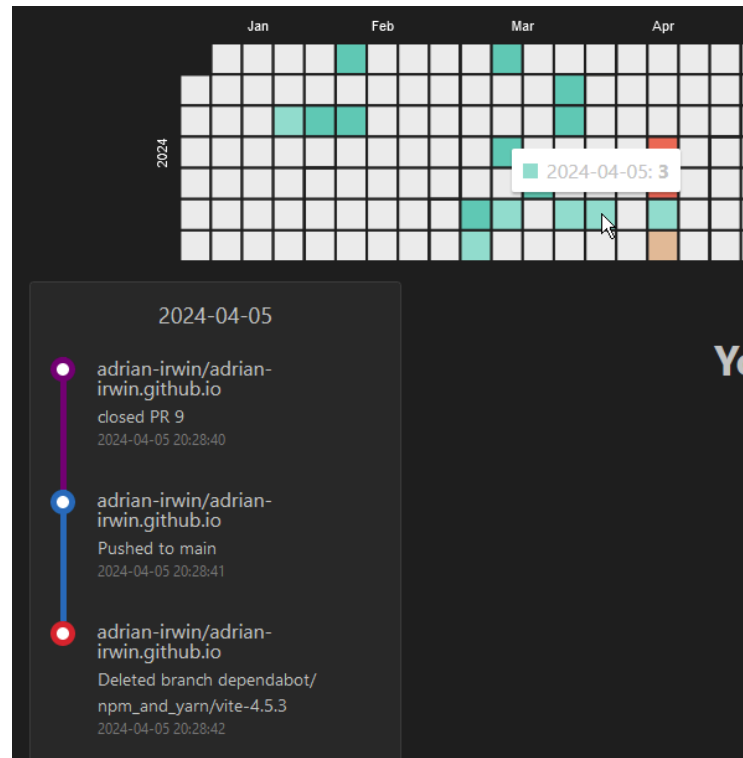 Jan Feb Mar Apr
2024
2024-04-05: 3
2024-04-05
adrian-irwin/adrian-
irwin.github.io
closed PR 9
2024-04-05 20:28:40
adrian-irwin/adrian-
irwin.github.io
Pushed to main
2024-04-05 20:28:41
adrian-irwin/adrian-
irwin.github.io
Deleted branch dependabot/
npm_and_yarn/vite-4.5.3
2024-04-05 20:28:42